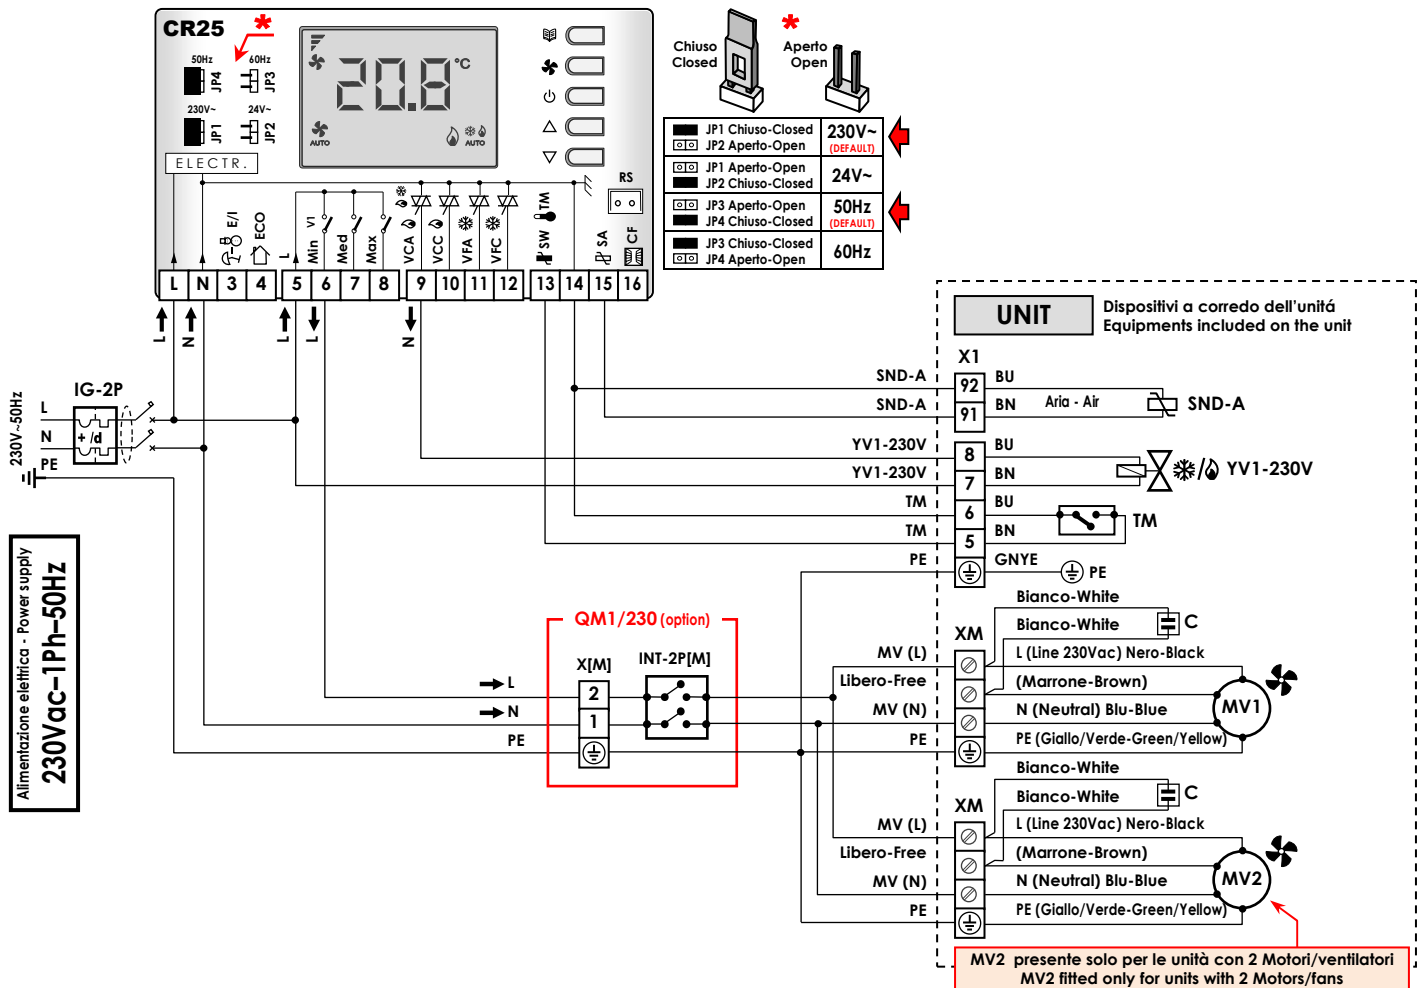 CR25
*
50Hz
60Hz
JP4
JP3
230V~
24V~
JP1
JP2
ELECTR.
20.8 °C
AUTO
AUTO
RS
Chiuso
Closed
*
Aperto
Open
JP1 Chiuso-Closed
JP2 Aperto-Open
230V~
(DEFAULT)
JP1 Aperto-Open
JP2 Chiuso-Closed
24V~
JP3 Aperto-Open
JP4 Chiuso-Closed
50Hz
(DEFAULT)
JP3 Chiuso-Closed
JP4 Aperto-Open
60Hz
E/I
ECO
L
Min
V1
Med
Max
VCA
VCC
VFA
VFC
SW
TM
SA
CF
L N 3 4 5 6 7 8 9 10 11 12 13 14 15 16
L
N
L
L
N
IG-2P
230V~50Hz
L
N
PE
+ /d
Alimentazione elettrica - Power supply
230Vac–1Ph–50Hz
UNIT
Dispositivi a corredo dell'unitá
Equipments included on the unit
X1
SND-A 92 BU
SND-A 91 BN
Aria - Air
SND-A
YV1-230V 8 BU
YV1-230V 7 BN
YV1-230V
TM 6 BU
TM 5 BN
TM
PE GNYE PE
QM1/230 (option)
X[M]
INT-2P[M]
L 2
N 1
PE
XM
Bianco-White
Bianco-White
C
MV (L)
L (Line 230Vac) Nero-Black
Libero-Free
(Marrone-Brown)
MV (N)
N (Neutral) Blu-Blue
PE
PE (Giallo/Verde-Green/Yellow)
MV1
XM
Bianco-White
Bianco-White
C
MV (L)
L (Line 230Vac) Nero-Black
Libero-Free
(Marrone-Brown)
MV (N)
N (Neutral) Blu-Blue
PE
PE (Giallo/Verde-Green/Yellow)
MV2
MV2 presente solo per le unità con 2 Motori/ventilatori
MV2 fitted only for units with 2 Motors/fans